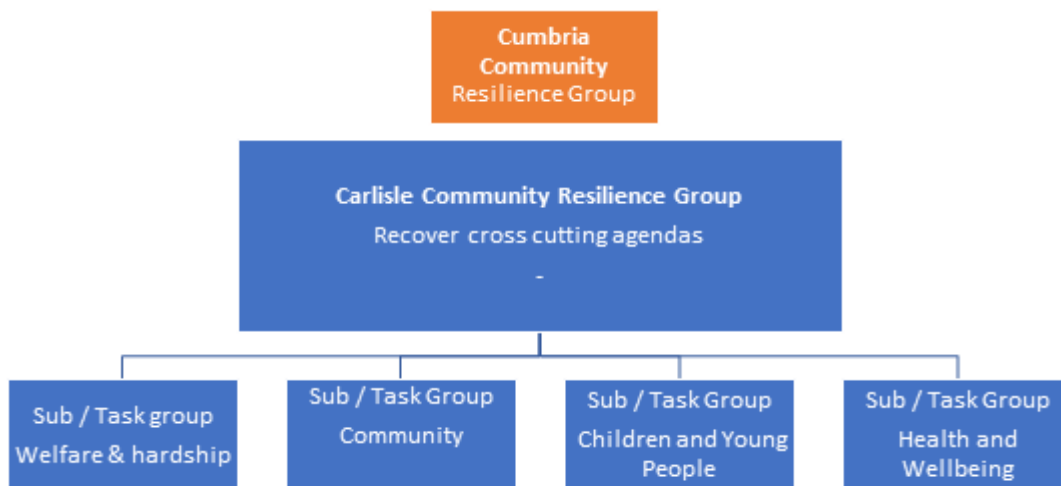 Cumbria
Community
Resilience Group
Carlisle Community Resilience Group
Recover cross cutting agendas
-
Sub / Task group
Welfare & hardship
Sub / Task Group
Community
Sub / Task Group
Children and Young
People
Sub / Task Group
Health and
Wellbeing